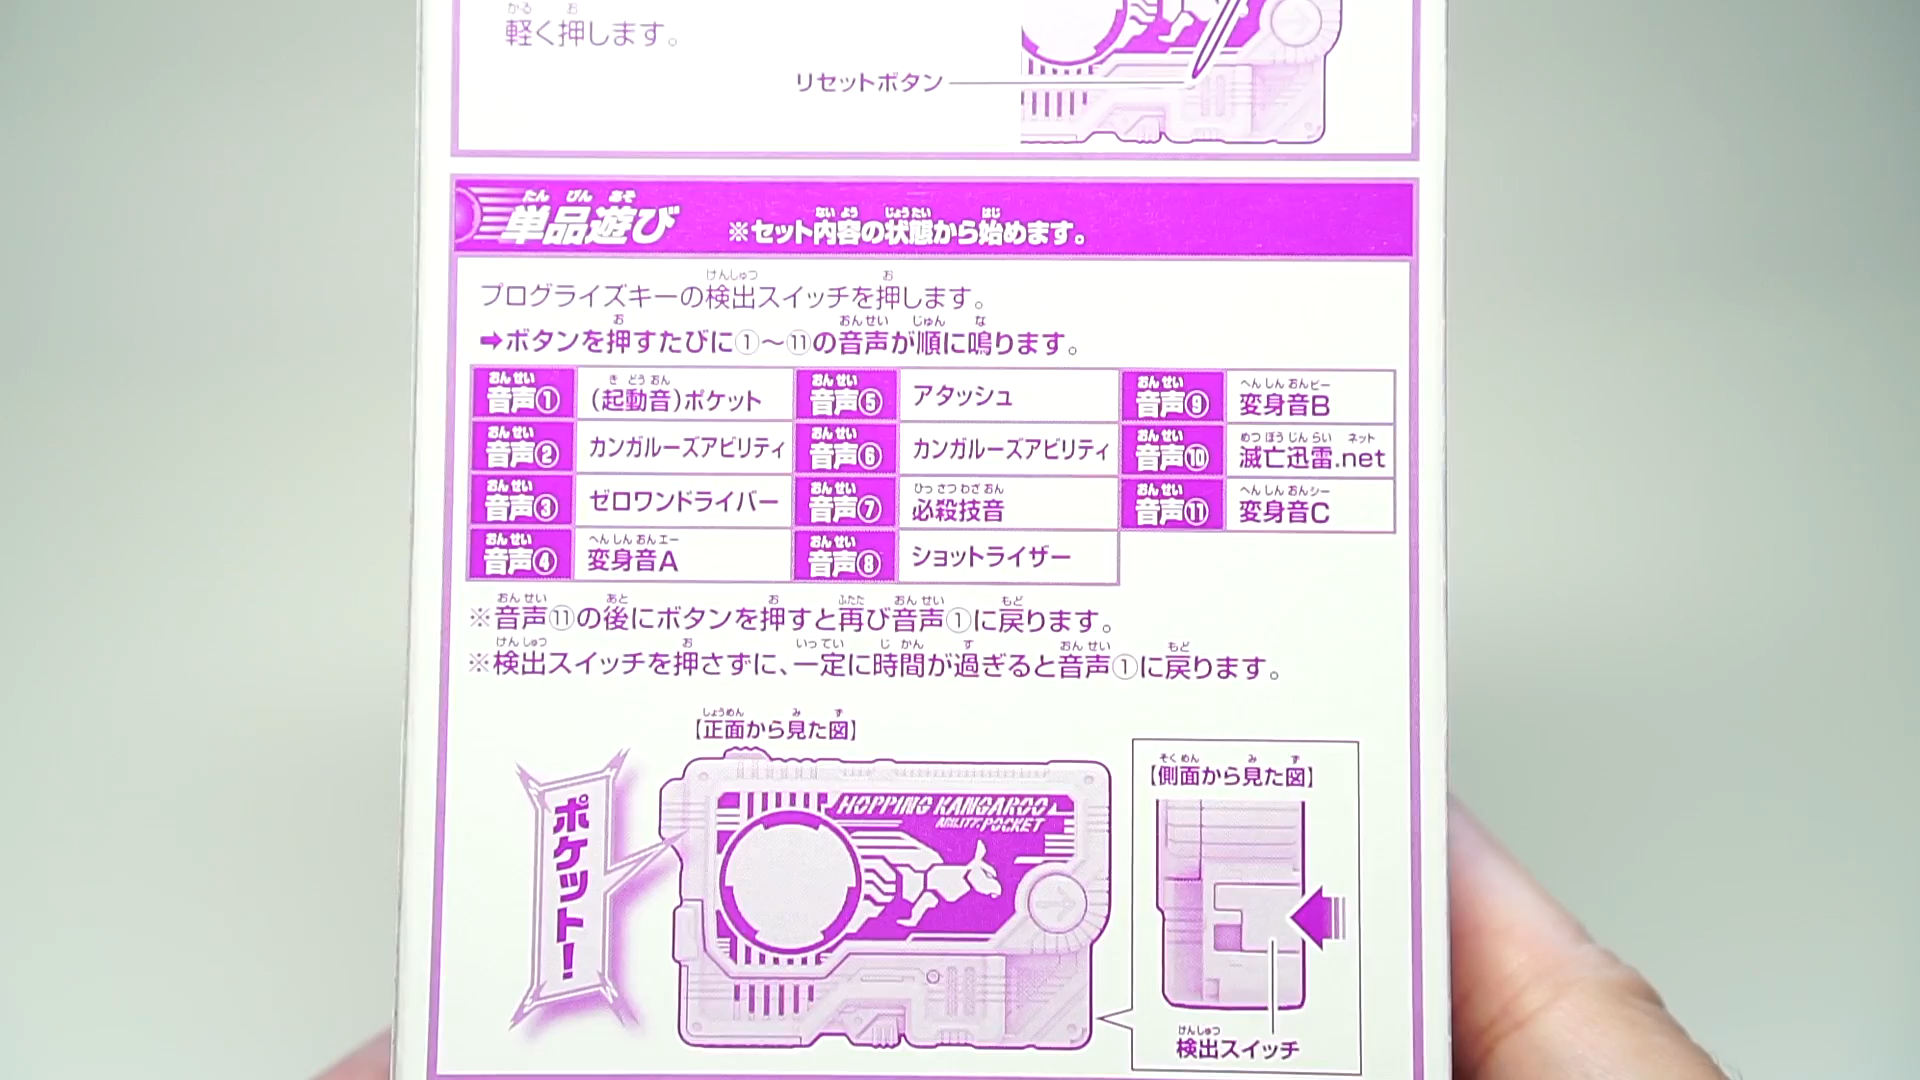 軽く押します。
リセットボタン
単品遊び ※セット内容の状態から始めます。
プログライズキーの検出スイッチを押します。
➡ボタンを押すたびに①〜⑪の音声が順に鳴ります。
音声① (起動音)ポケット 音声⑤ アタッシュ 音声⑨ 変身音B
音声② カンガルーズアビリティ 音声⑥ カンガルーズアビリティ 音声⑩ 滅亡迅雷.net
音声③ ゼロワンドライバー 音声⑦ 必殺技音 音声⑪ 変身音C
音声④ 変身音A 音声⑧ ショットライザー
※音声⑪の後にボタンを押すと再び音声①に戻ります。
※検出スイッチを押さずに、一定に時間が過ぎると音声①に戻ります。
【正面から見た図】
ポケット!
HOPPING KANGAROO
ABILITY:POCKET
【側面から見た図】
検出スイッチ